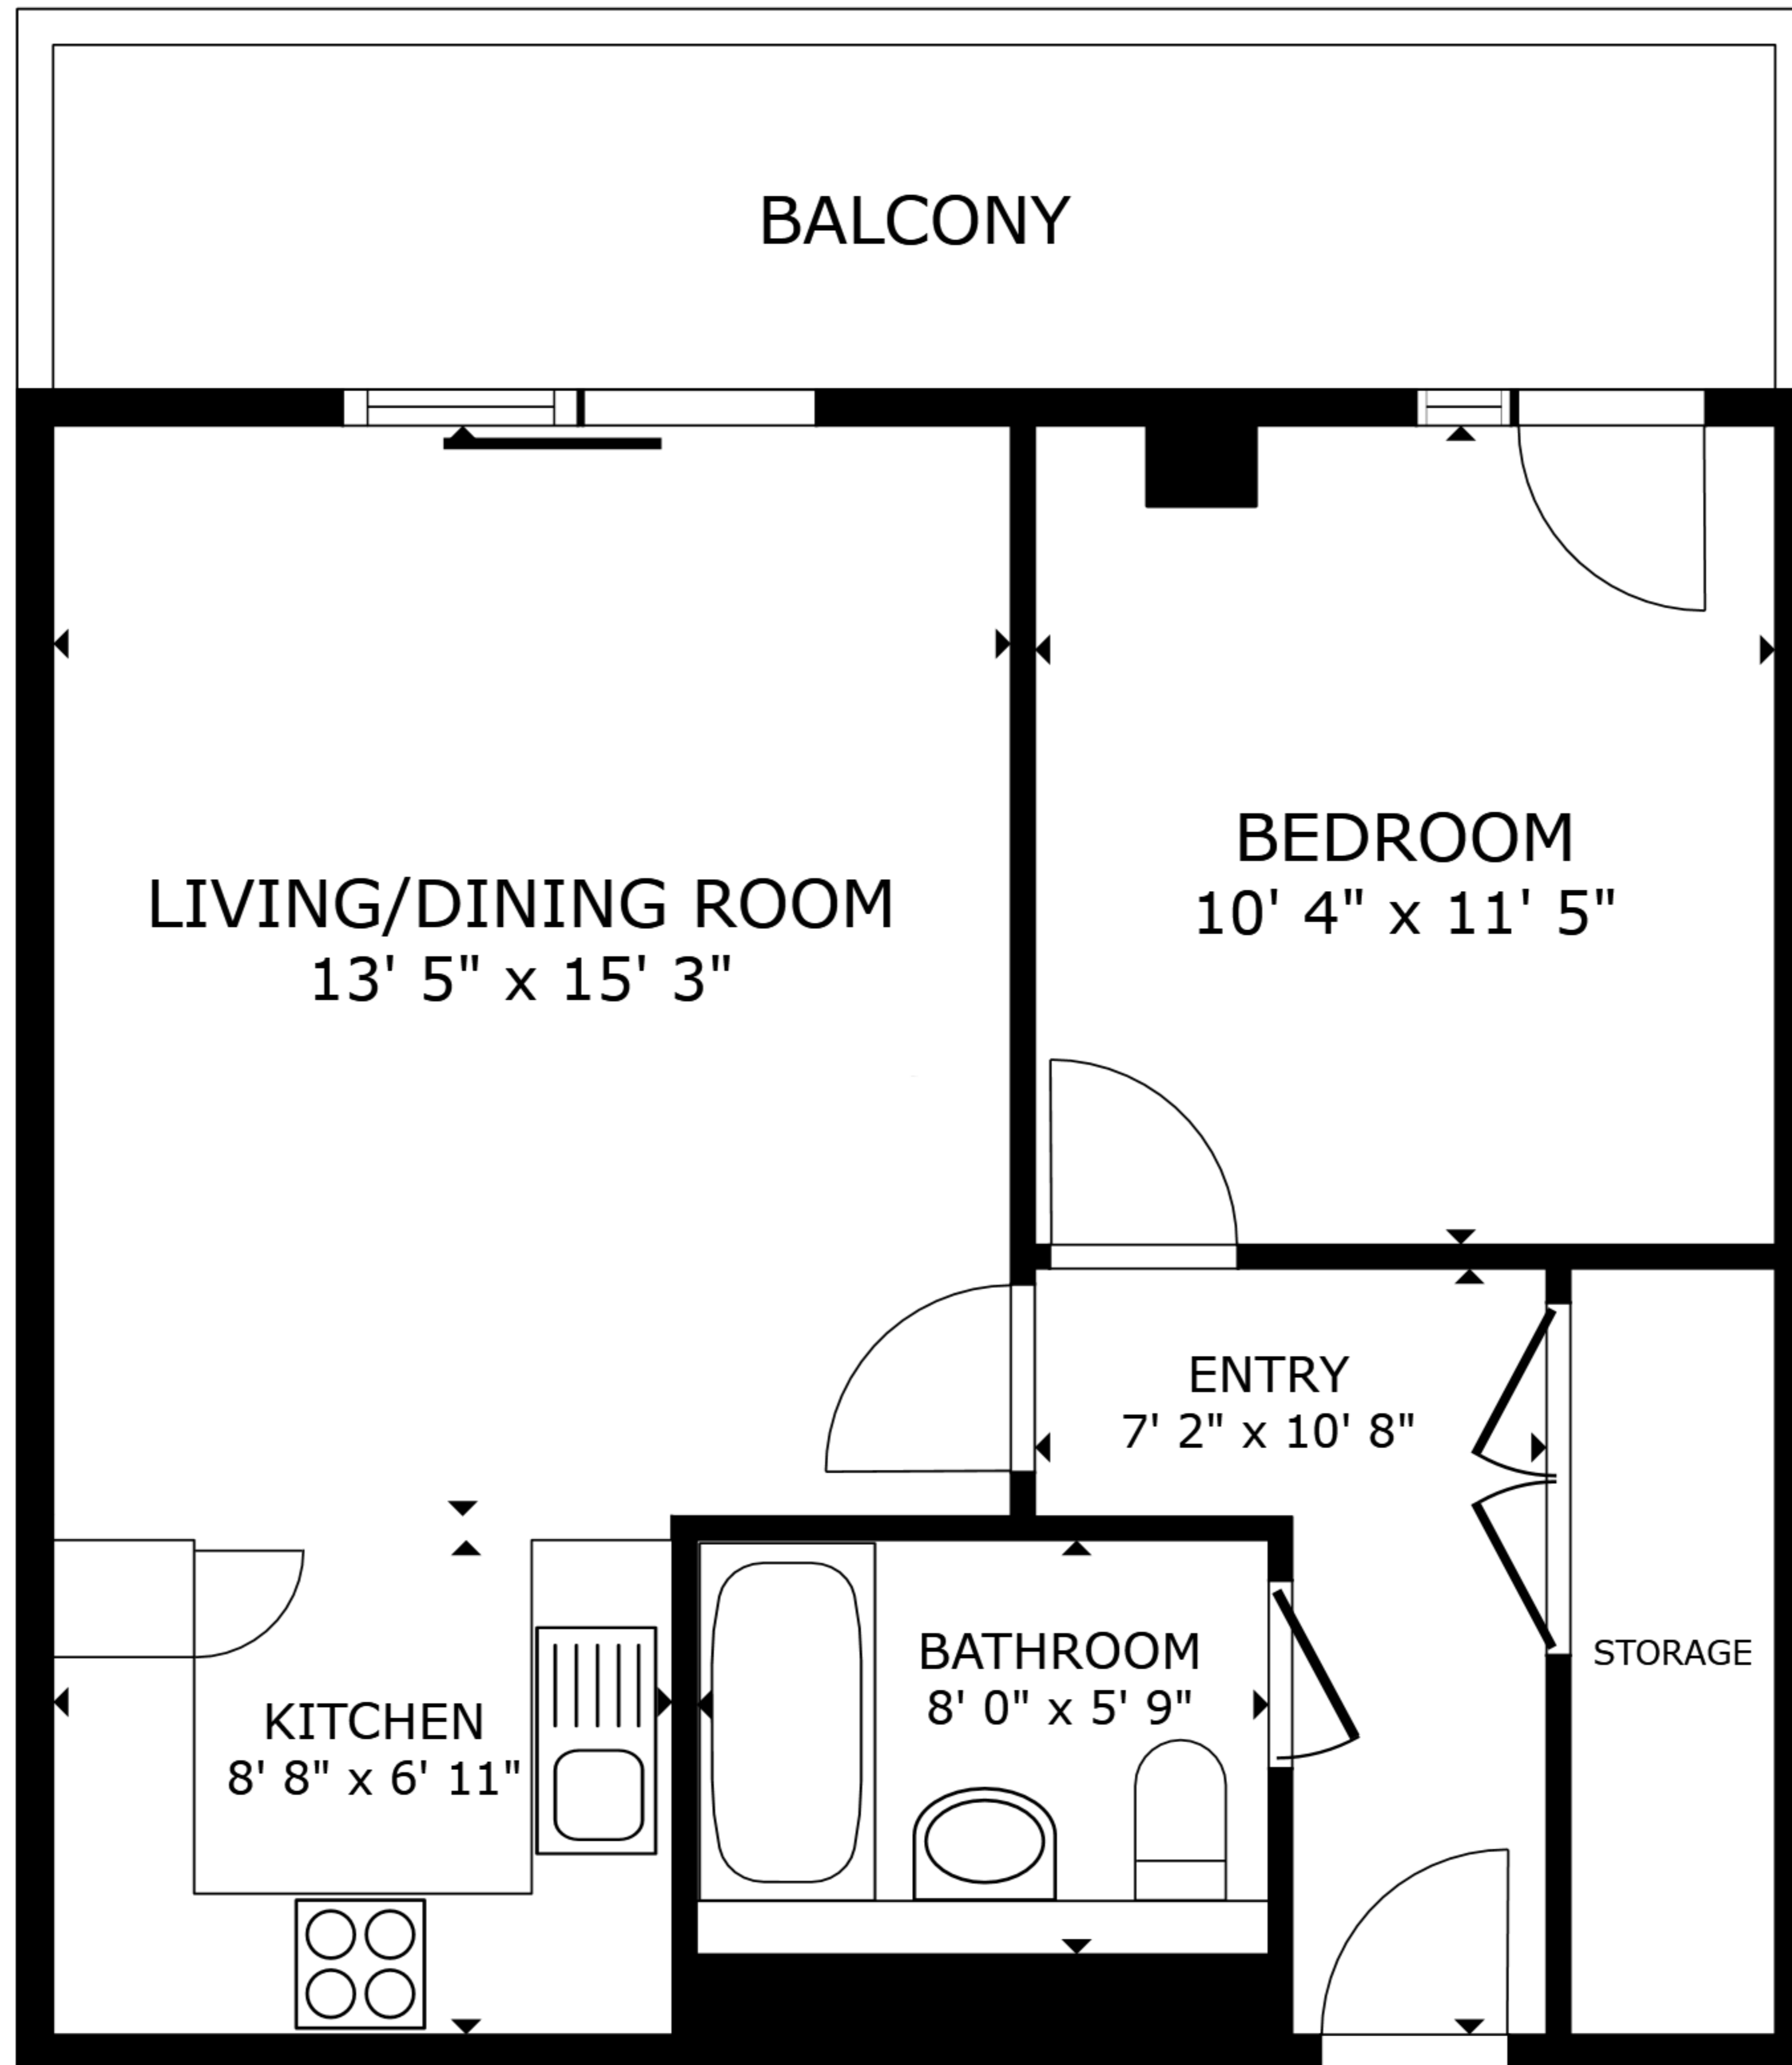 BALCONY
BEDROOM
10' 4" x 11' 5"
LIVING/DINING ROOM
13' 5" x 15' 3"
ENTRY
7' 2" x 10' 8"
BATHROOM
8' 0" x 5' 9"
STORAGE
KITCHEN
8' 8" x 6' 11"